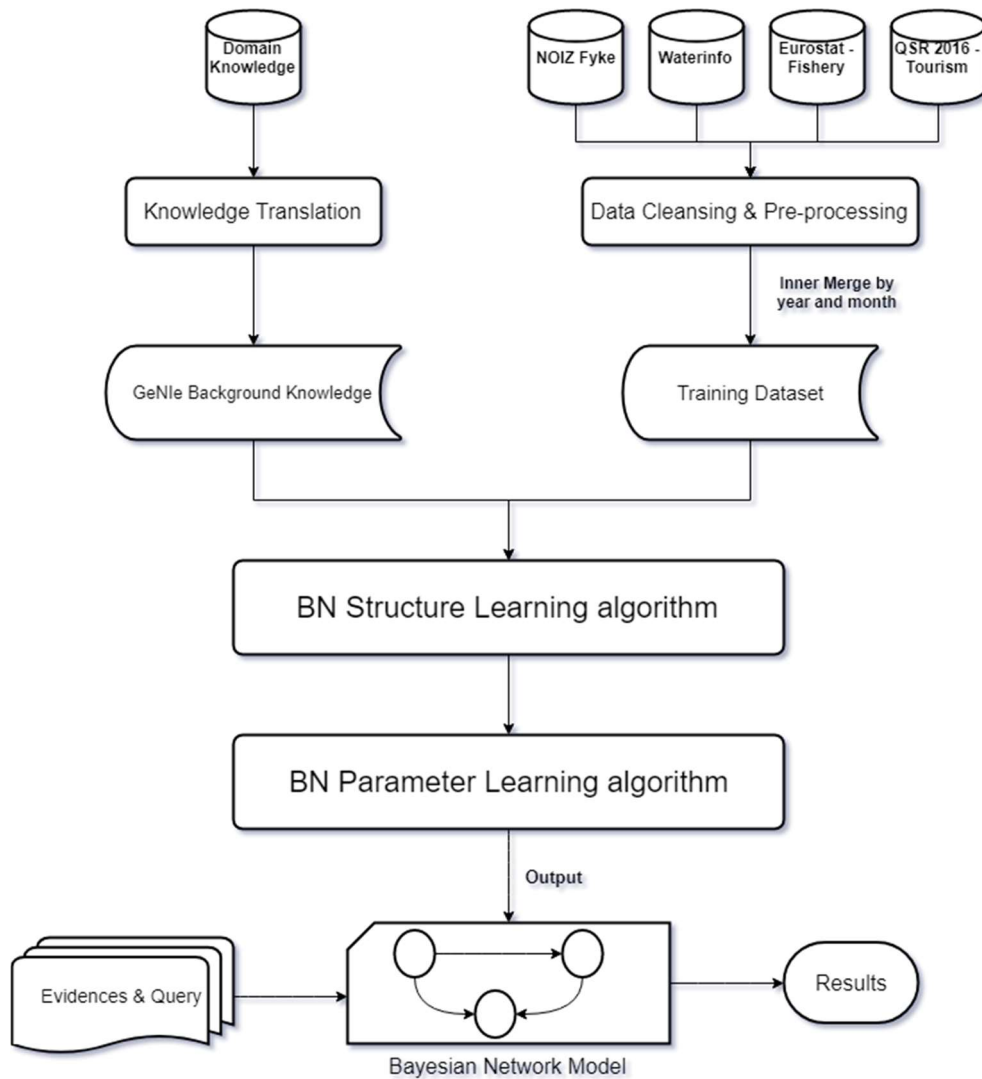 Domain
Knowledge
NOIZ Fyke
Waterinfo
Eurostat -
Fishery
QSR 2016 -
Tourism
Knowledge Translation
Data Cleansing & Pre-processing
Inner Merge by
year and month
GeNIe Background Knowledge
Training Dataset
BN Structure Learning algorithm
BN Parameter Learning algorithm
Output
Evidences & Query
Results
Bayesian Network Model